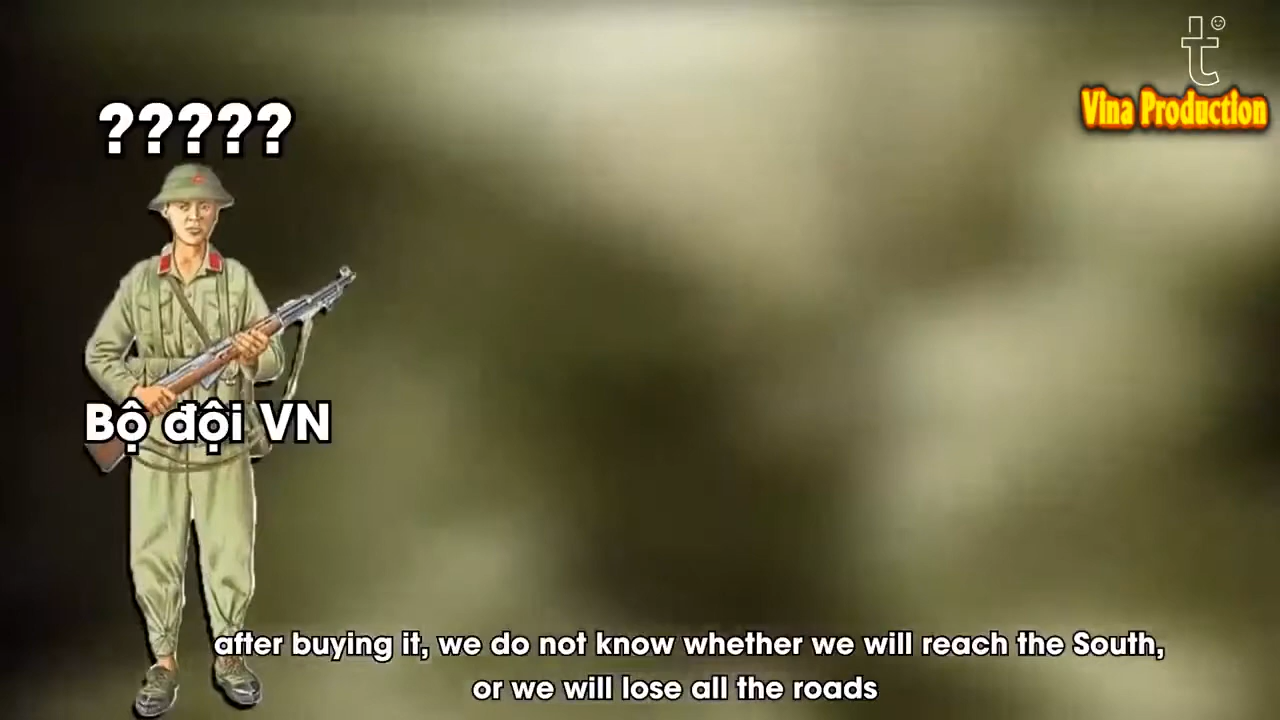 t
Vina Production
?????
Bộ đội VN
after buying it, we do not know whether we will reach the South,
or we will lose all the roads